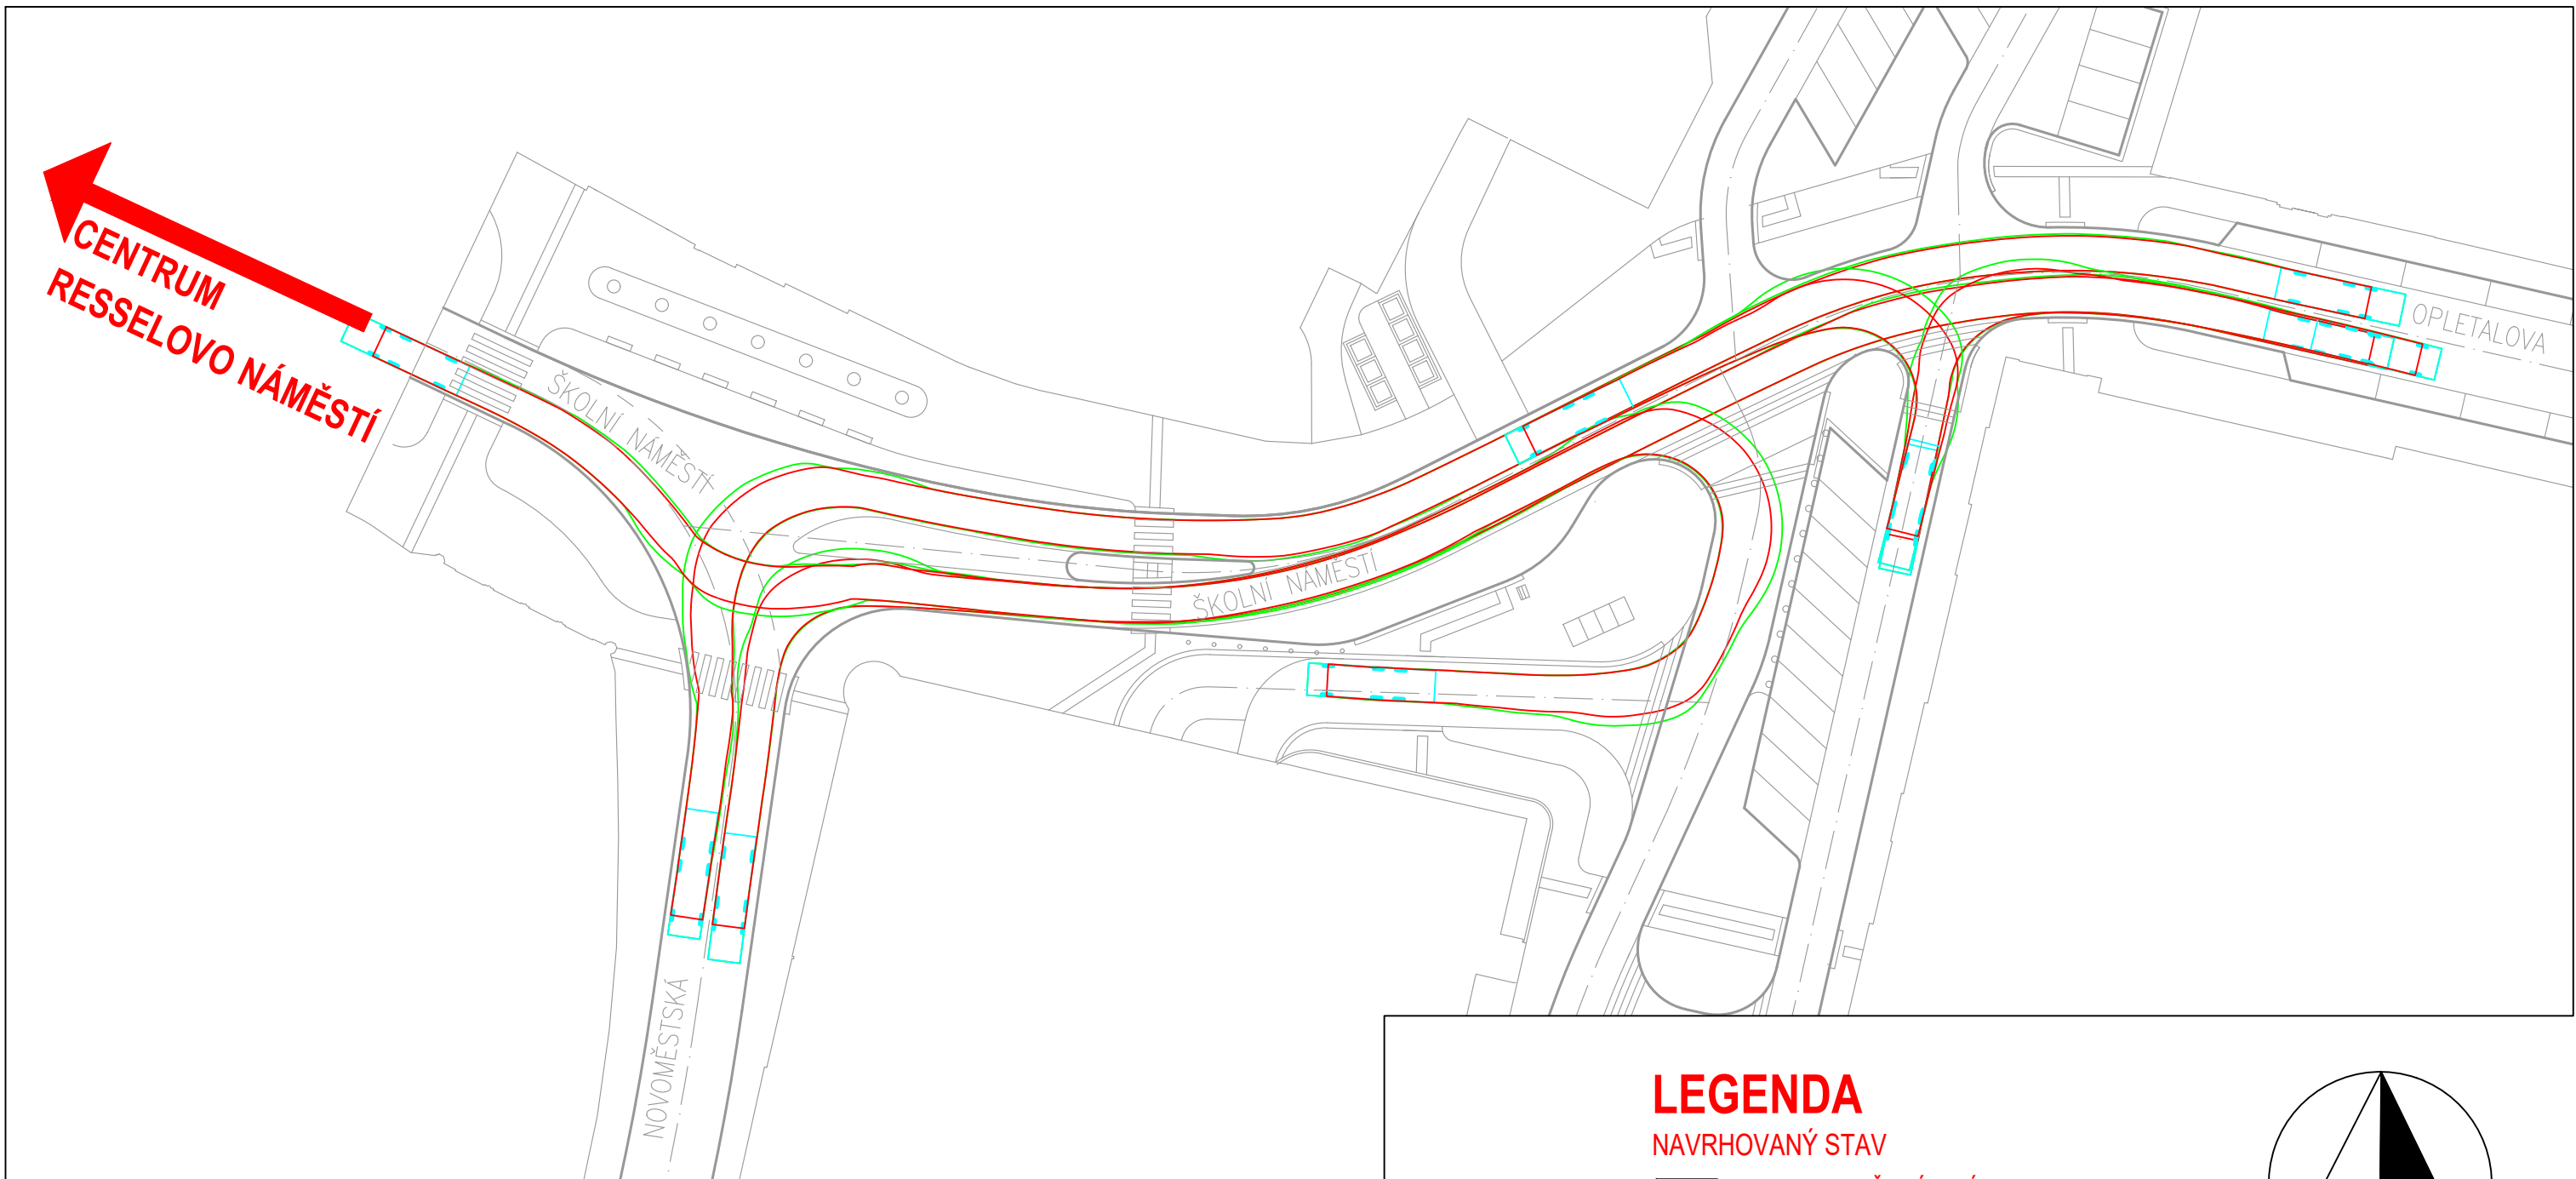 CENTRUM
RESSELOVO NÁMĚSTÍ
ŠKOLNÍ NÁMĚSTÍ
ŠKOLNÍ NÁMĚSTÍ
OPLETALOVA
NOVOMĚSTSKÁ
LEGENDA
NAVRHOVANÝ STAV